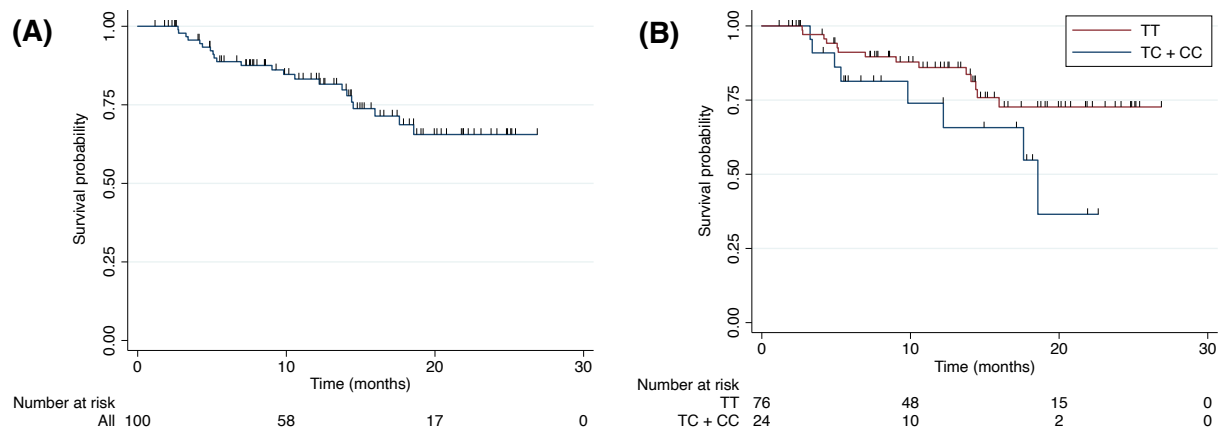 (A)
1.00
0.75
0.50
0.25
0.00
Survival probability
0 10 20 30
Time (months)
Number at risk
All 100 58 17 0
(B)
TT
TC + CC
1.00
0.75
0.50
0.25
0.00
Survival probability
0 10 20 30
Time (months)
Number at risk
TT 76 48 15 0
TC + CC 24 10 2 0